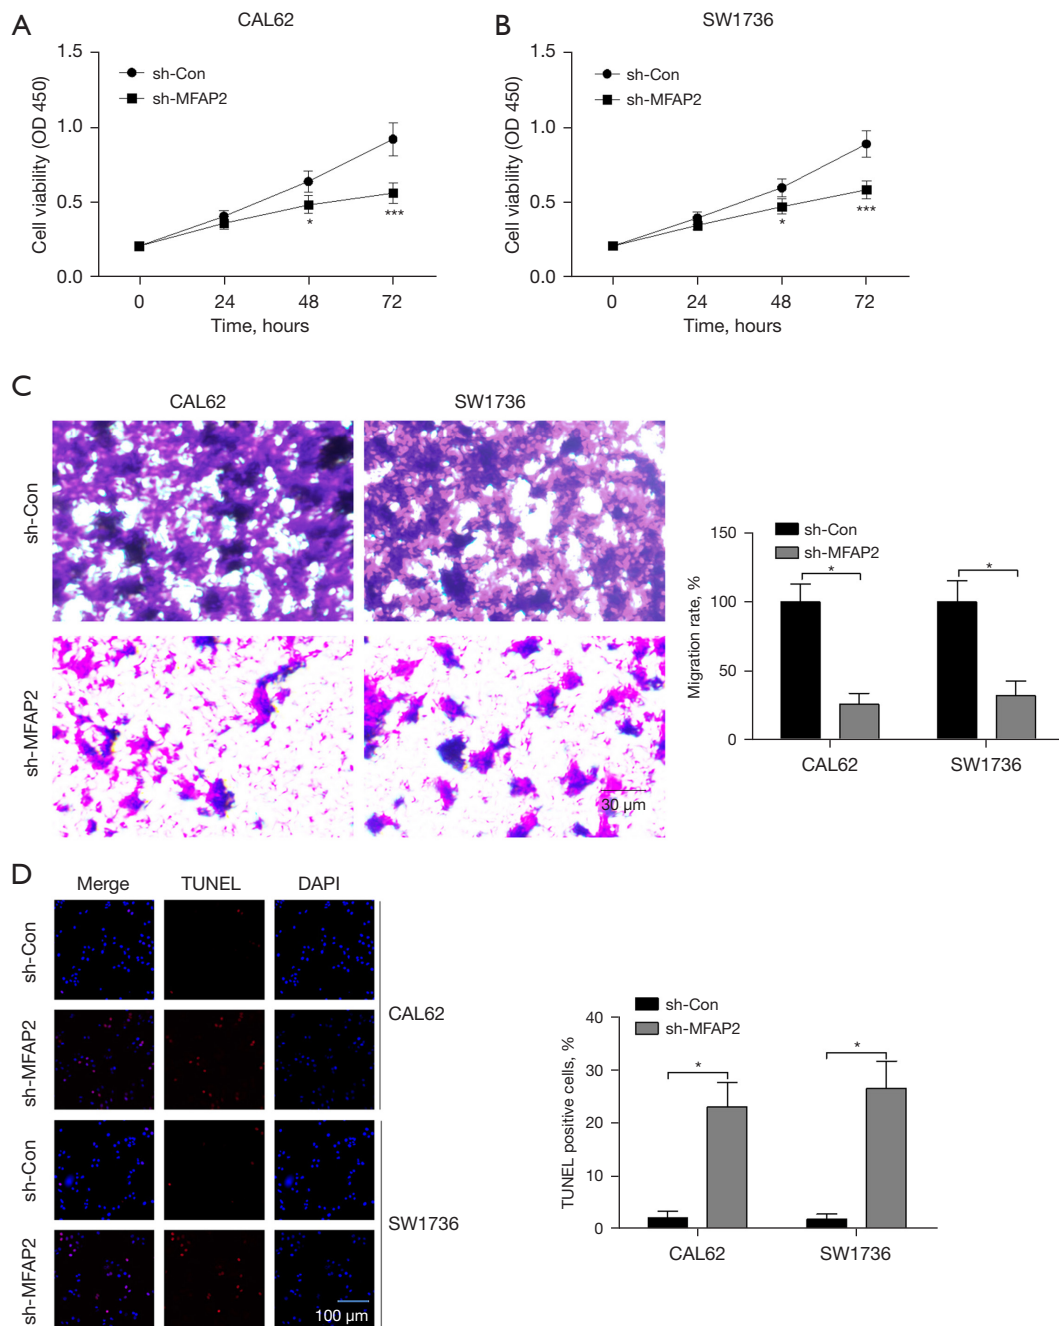 A
CAL62
Cell viability (OD 450)
1.5
1.0
0.5
0.0
sh-Con
sh-MFAP2
*
***
0 24 48 72
Time, hours
B
SW1736
Cell viability (OD 450)
1.5
1.0
0.5
0.0
sh-Con
sh-MFAP2
*
***
0 24 48 72
Time, hours
C
CAL62 SW1736
sh-Con
sh-MFAP2
30 μm
Migration rate, %
150
100
50
0
sh-Con
sh-MFAP2
*
*
CAL62 SW1736
D
Merge TUNEL DAPI
sh-Con
sh-MFAP2
CAL62
sh-Con
sh-MFAP2
SW1736
100 μm
TUNEL positive cells, %
40
30
20
10
0
sh-Con
sh-MFAP2
*
*
CAL62 SW1736